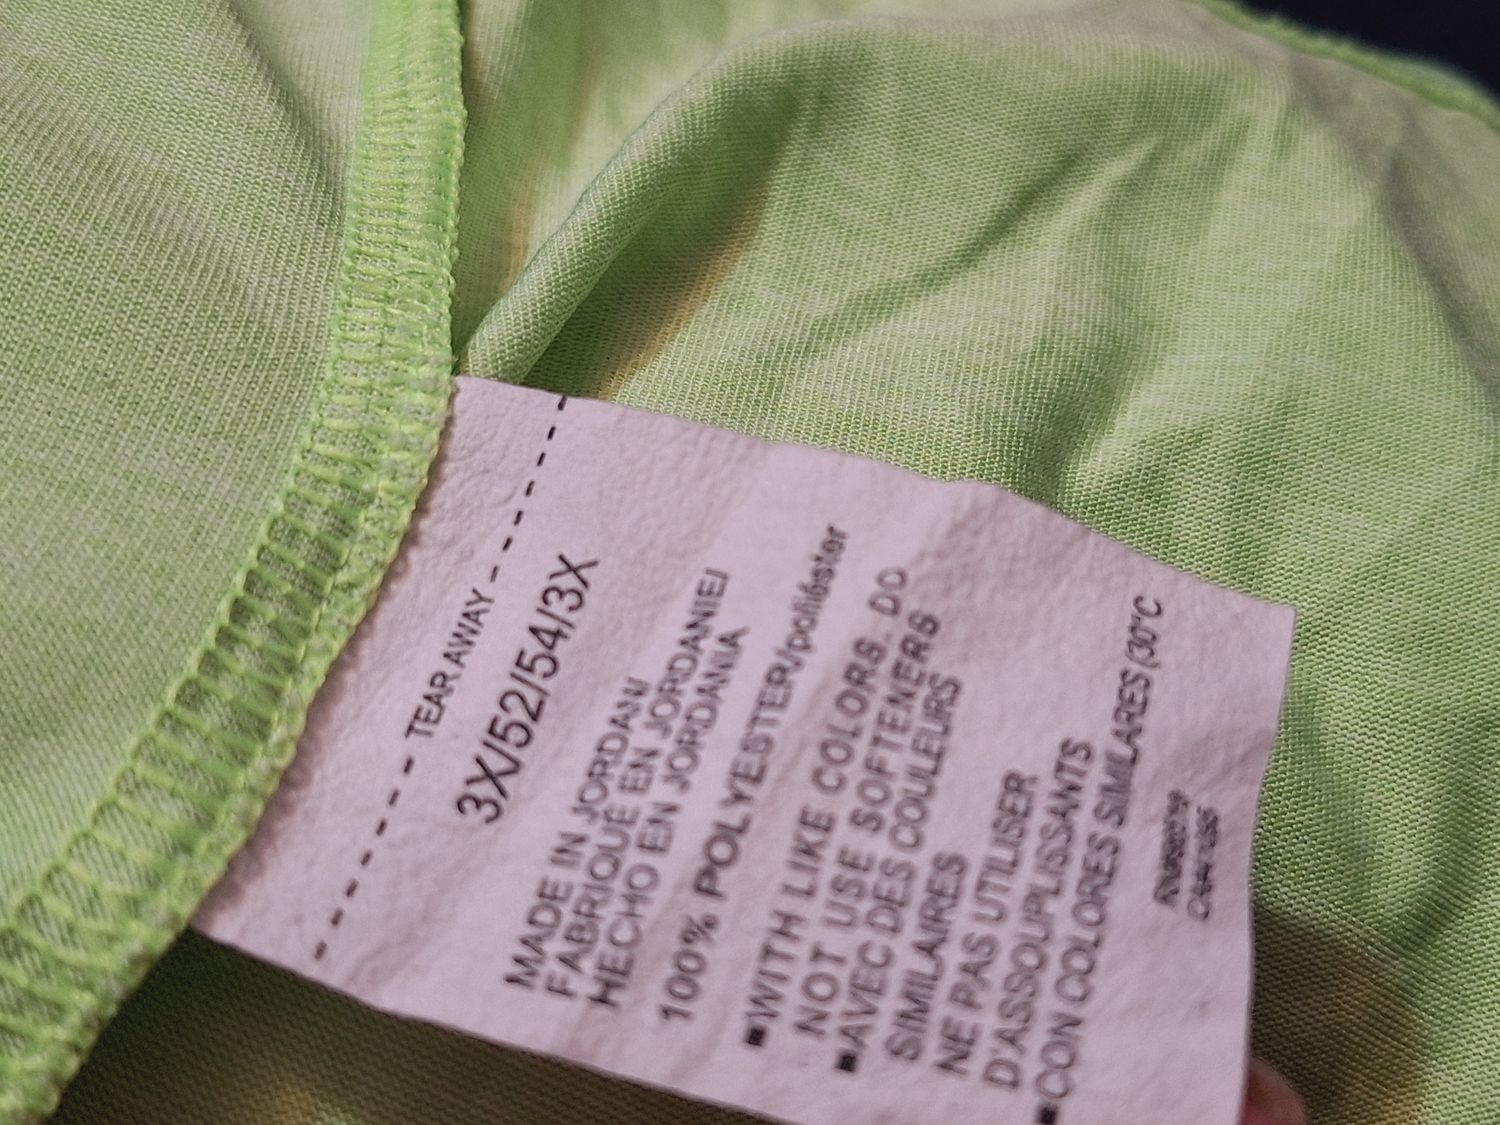 - TEAR AWAY -
3X/52/54/3X
MADE IN JORDAN/
FABRIQUÉ EN JORDANIE/
HECHO EN JORDANIA
100% POLYESTER/poliéster
■WITH LIKE COLORS. DO
NOT USE SOFTENERS
■AVEC DES COULEURS
SIMILAIRES
NE PAS UTILISER
D'ASSOUPLISSANTS
■CON COLORES SIMILARES (30°C